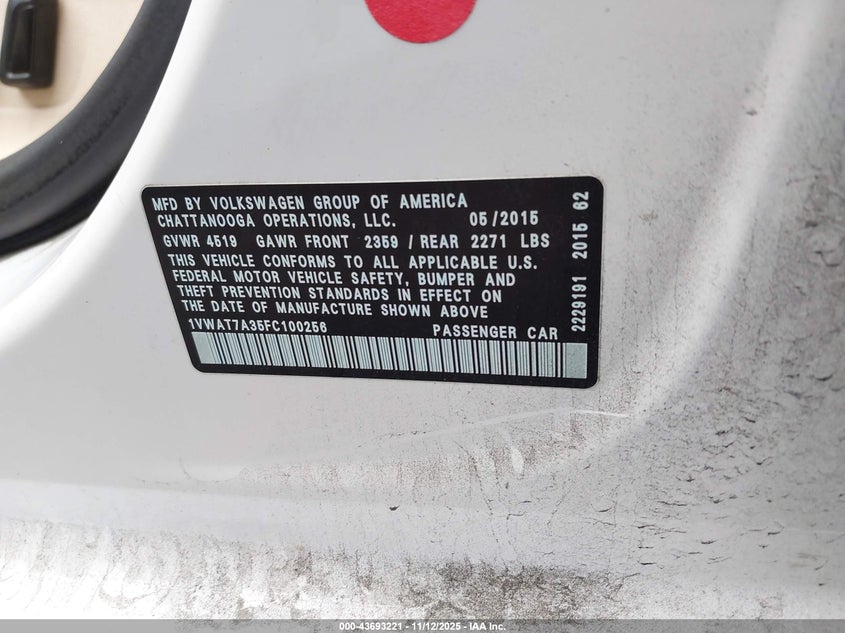 MFD BY VOLKSWAGEN GROUP OF AMERICA
CHATTANOOGA OPERATIONS, LLC. 05/2015
GVWR 4519 GAWR FRONT 2359 / REAR 2271 LBS
THIS VEHICLE CONFORMS TO ALL APPLICABLE U.S.
FEDERAL MOTOR VEHICLE SAFETY, BUMPER AND
THEFT PREVENTION STANDARDS IN EFFECT ON
THE DATE OF MANUFACTURE SHOWN ABOVE
1VWAT7A35FC100256 PASSENGER CAR
2229191 2015 62
000-43693221 - 11/12/2025 - IAA Inc.